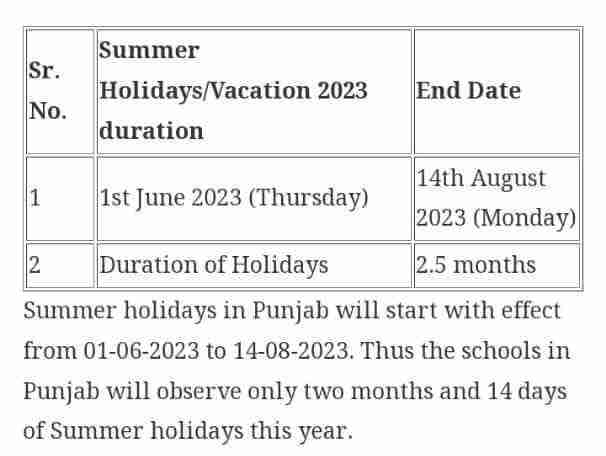 Sr.
No.
Summer
Holidays/Vacation 2023
duration
End Date
1
1st June 2023 (Thursday)
14th August
2023 (Monday)
2
Duration of Holidays
2.5 months
Summer holidays in Punjab will start with effect
from 01-06-2023 to 14-08-2023. Thus the schools in
Punjab will observe only two months and 14 days
of Summer holidays this year.